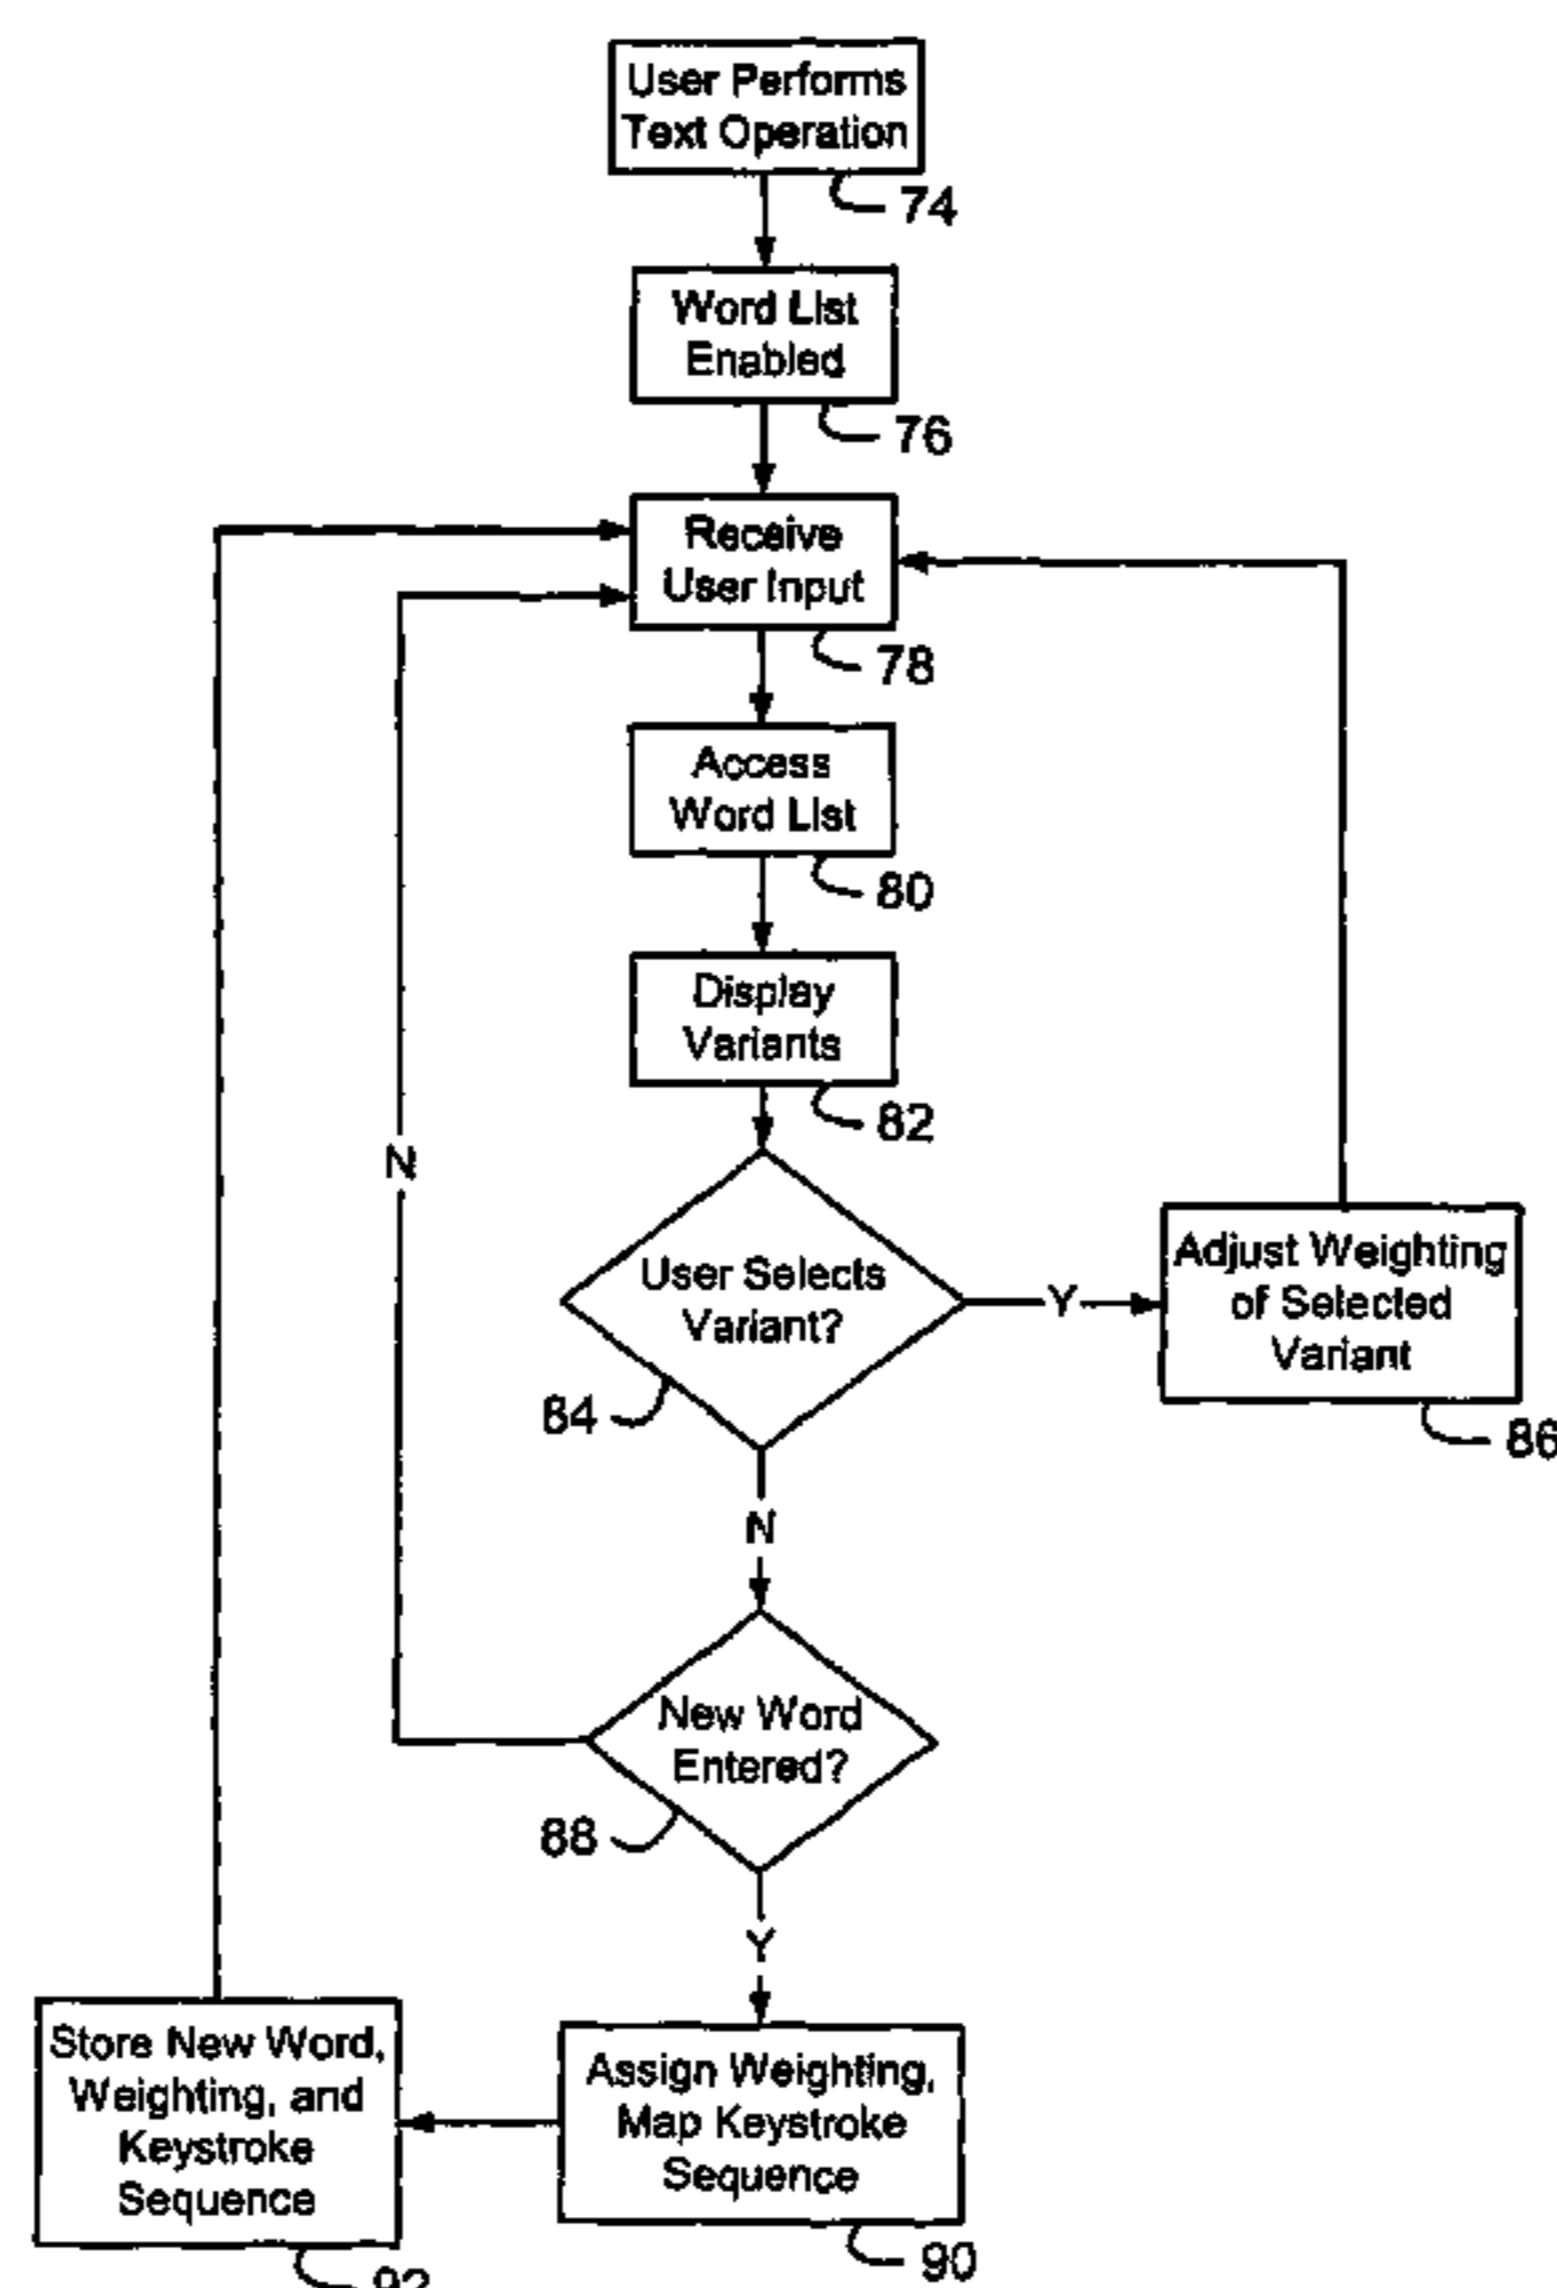 User Performs
Text Operation
74
Word List
Enabled
76
Receive
User Input
78
Access
Word List
80
Display
Variants
82
N
User Selects
Variant?
84
Y
Adjust Weighting
of Selected
Variant
86
N
New Word
Entered?
88
Y
Store New Word,
Weighting, and
Keystroke
Sequence
92
Assign Weighting,
Map Keystroke
Sequence
90